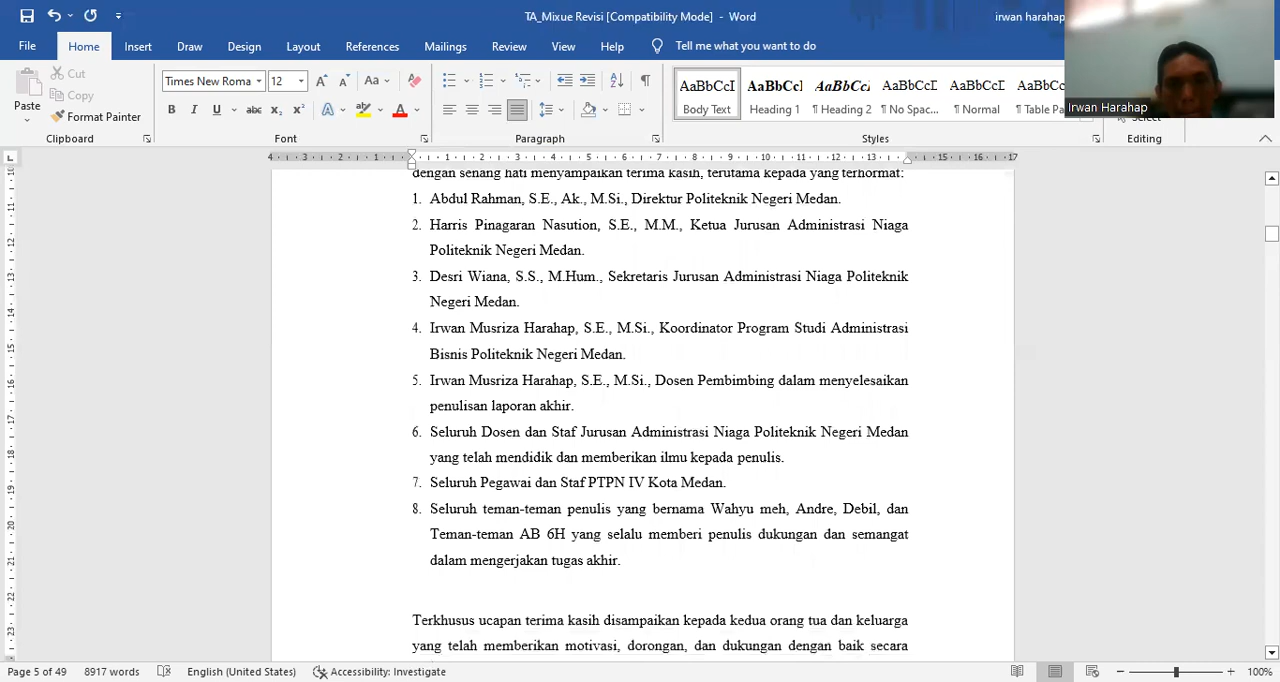 TA_Mixue Revisi [Compatibility Mode] - Word
irwan harahap
File Home Insert Draw Design Layout References Mailings Review View Help Tell me what you want to do
Irwan Harahap
Paste
Cut
Copy
Format Painter
Times New Roma 12
AaBbCcI AaBbCcI AaBbCcL AaBbCcD AaBbCcD AaBbCc
Body Text Heading 1 ¶ Heading 2 ¶ No Spac... ¶ Normal ¶ Table Pa
Select
Clipboard Font Paragraph Styles Editing
dengan senang hati menyampaikan terima kasih, terutama kepada yang terhormat:
1. Abdul Rahman, S.E., Ak., M.Si., Direktur Politeknik Negeri Medan.
2. Harris Pinagaran Nasution, S.E., M.M., Ketua Jurusan Administrasi Niaga
Politeknik Negeri Medan.
3. Desri Wiana, S.S., M.Hum., Sekretaris Jurusan Administrasi Niaga Politeknik
Negeri Medan.
4. Irwan Musriza Harahap, S.E., M.Si., Koordinator Program Studi Administrasi
Bisnis Politeknik Negeri Medan.
5. Irwan Musriza Harahap, S.E., M.Si., Dosen Pembimbing dalam menyelesaikan
penulisan laporan akhir.
6. Seluruh Dosen dan Staf Jurusan Administrasi Niaga Politeknik Negeri Medan
yang telah mendidik dan memberikan ilmu kepada penulis.
7. Seluruh Pegawai dan Staf PTPN IV Kota Medan.
8. Seluruh teman-teman penulis yang bernama Wahyu meh, Andre, Debil, dan
Teman-teman AB 6H yang selalu memberi penulis dukungan dan semangat
dalam mengerjakan tugas akhir.
Terkhusus ucapan terima kasih disampaikan kepada kedua orang tua dan keluarga
yang telah memberikan motivasi, dorongan, dan dukungan dengan baik secara
Page 5 of 49 8917 words English (United States) Accessibility: Investigate 100%